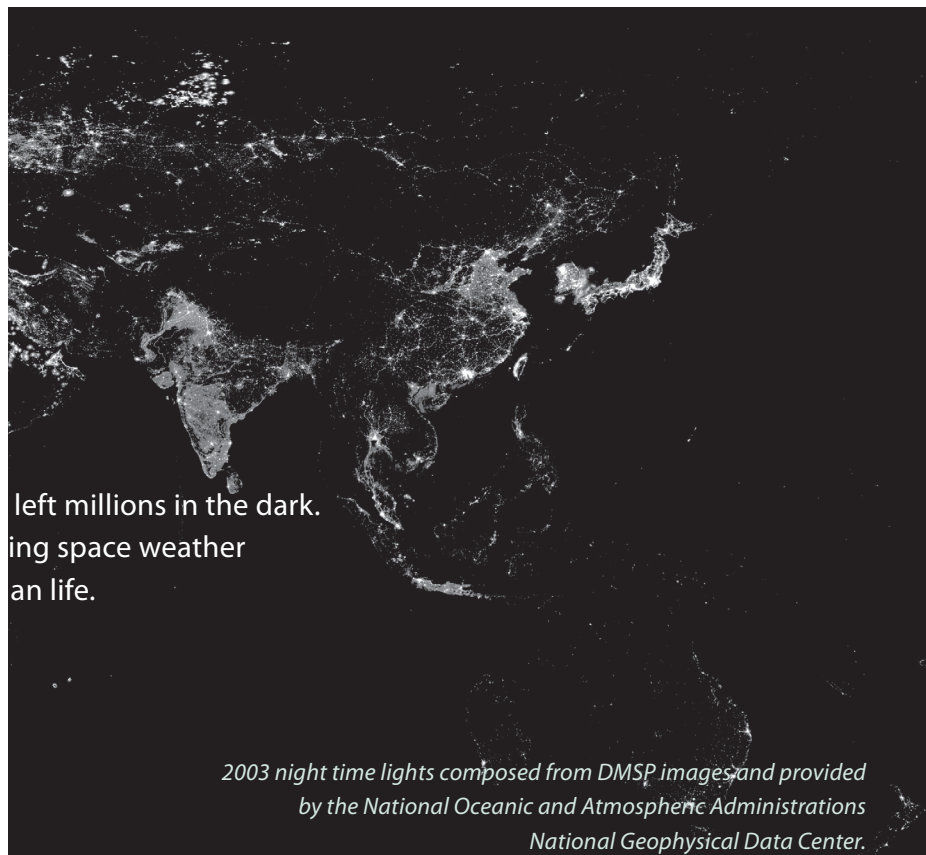 left millions in the dark.
ing space weather
an life.
2003 night time lights composed from DMSP images and provided
by the National Oceanic and Atmospheric Administrations
National Geophysical Data Center.